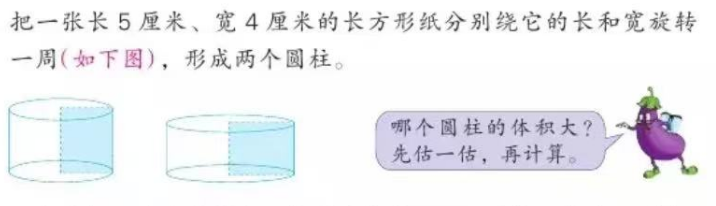 把一张长5厘米、宽4厘米的长方形纸分别绕它的长和宽旋转
一周(如下图)，形成两个圆柱。
哪个圆柱的体积大？
先估一估，再计算。